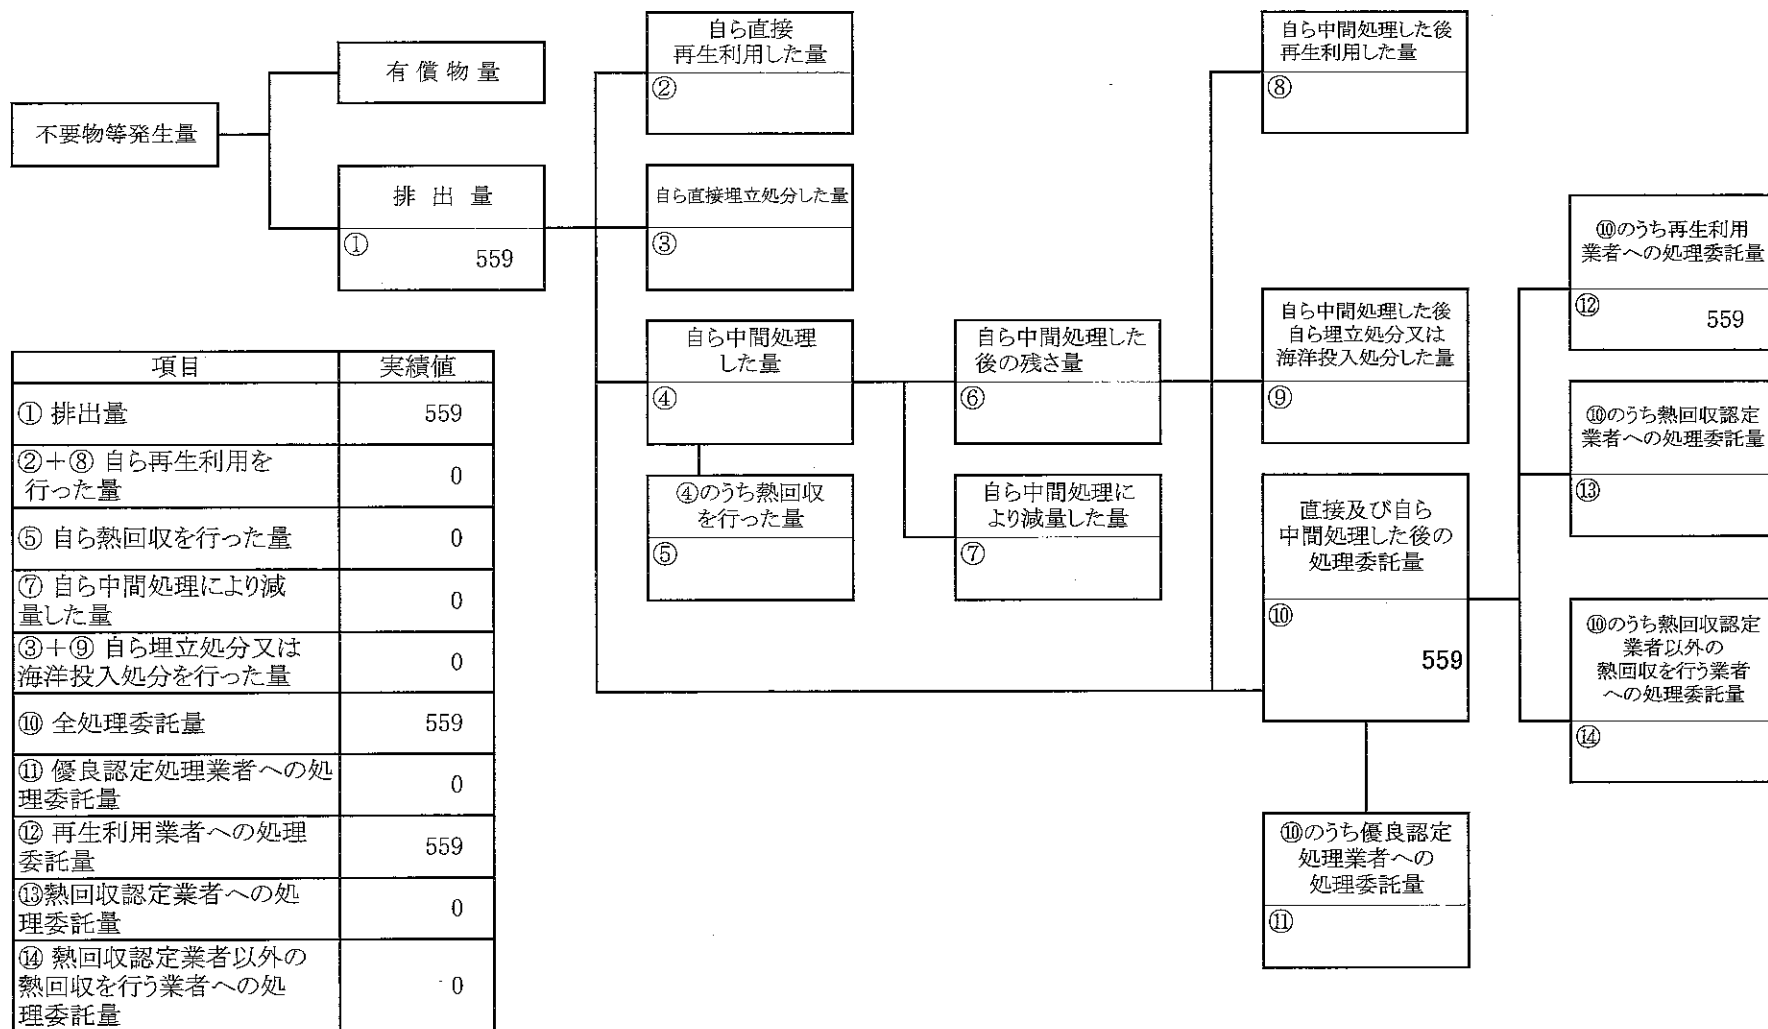 不要物等発生量
有償物量
排出量
①
559
自ら直接
再生利用した量
②
自ら直接埋立処分した量
③
自ら中間処理
した量
④
④のうち熱回収
を行った量
⑤
自ら中間処理した
後の残さ量
⑥
自ら中間処理に
より減量した量
⑦
自ら中間処理した後
再生利用した量
⑧
自ら中間処理した後
自ら埋立処分又は
海洋投入処分した量
⑨
直接及び自ら
中間処理した後の
処理委託量
⑩
559
⑩のうち優良認定
処理業者への
処理委託量
⑪
⑩のうち再生利用
業者への処理委託量
⑫
559
⑩のうち熱回収認定
業者への処理委託量
⑬
⑩のうち熱回収認定
業者以外の
熱回収を行う業者
への処理委託量
⑭
項目 実績値
① 排出量 559
②+⑧ 自ら再生利用を
行った量 0
⑤ 自ら熱回収を行った量 0
⑦ 自ら中間処理により減
量した量 0
③+⑨ 自ら埋立処分又は
海洋投入処分を行った量 0
⑩ 全処理委託量 559
⑪ 優良認定処理業者への処
理委託量 0
⑫ 再生利用業者への処理
委託量 559
⑬熱回収認定業者への処
理委託量 0
⑭ 熱回収認定業者以外の
熱回収を行う業者への処
理委託量 0